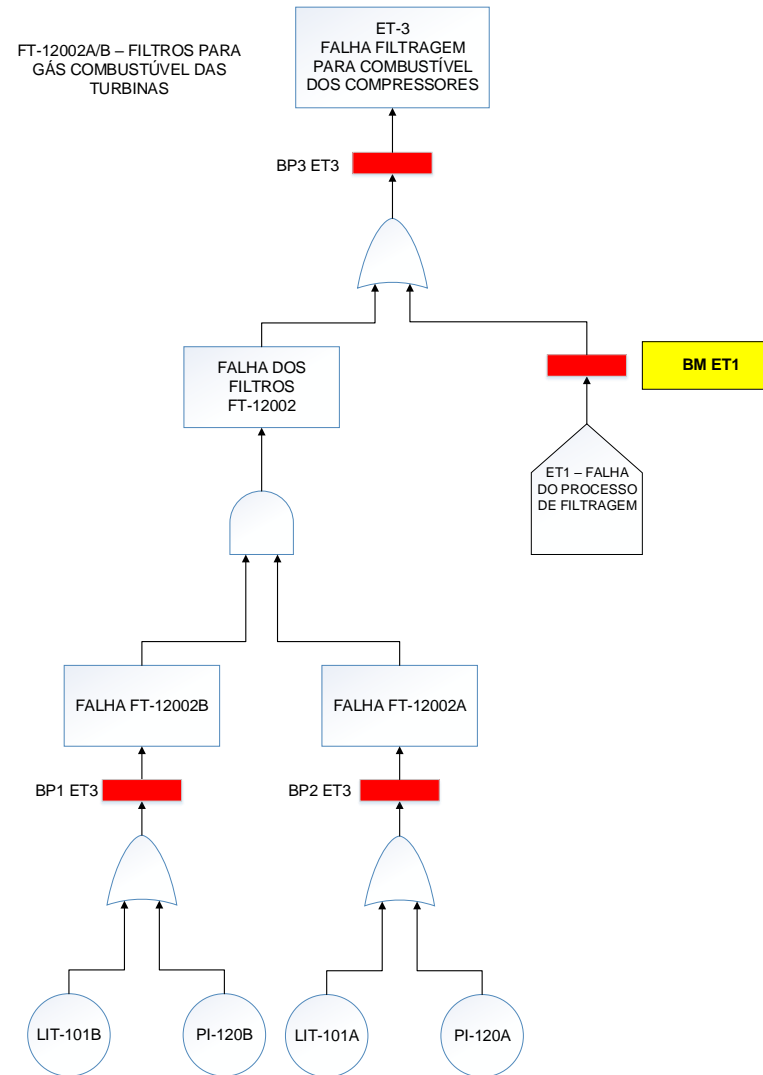 FT-12002A/B – FILTROS PARA
GÁS COMBUSTÚVEL DAS
TURBINAS
ET-3
FALHA FILTRAGEM
PARA COMBUSTÍVEL
DOS COMPRESSORES
BP3 ET3
FALHA DOS
FILTROS
FT-12002
BM ET1
ET1 – FALHA
DO PROCESSO
DE FILTRAGEM
FALHA FT-12002B
FALHA FT-12002A
BP1 ET3
BP2 ET3
LIT-101B
PI-120B
LIT-101A
PI-120A